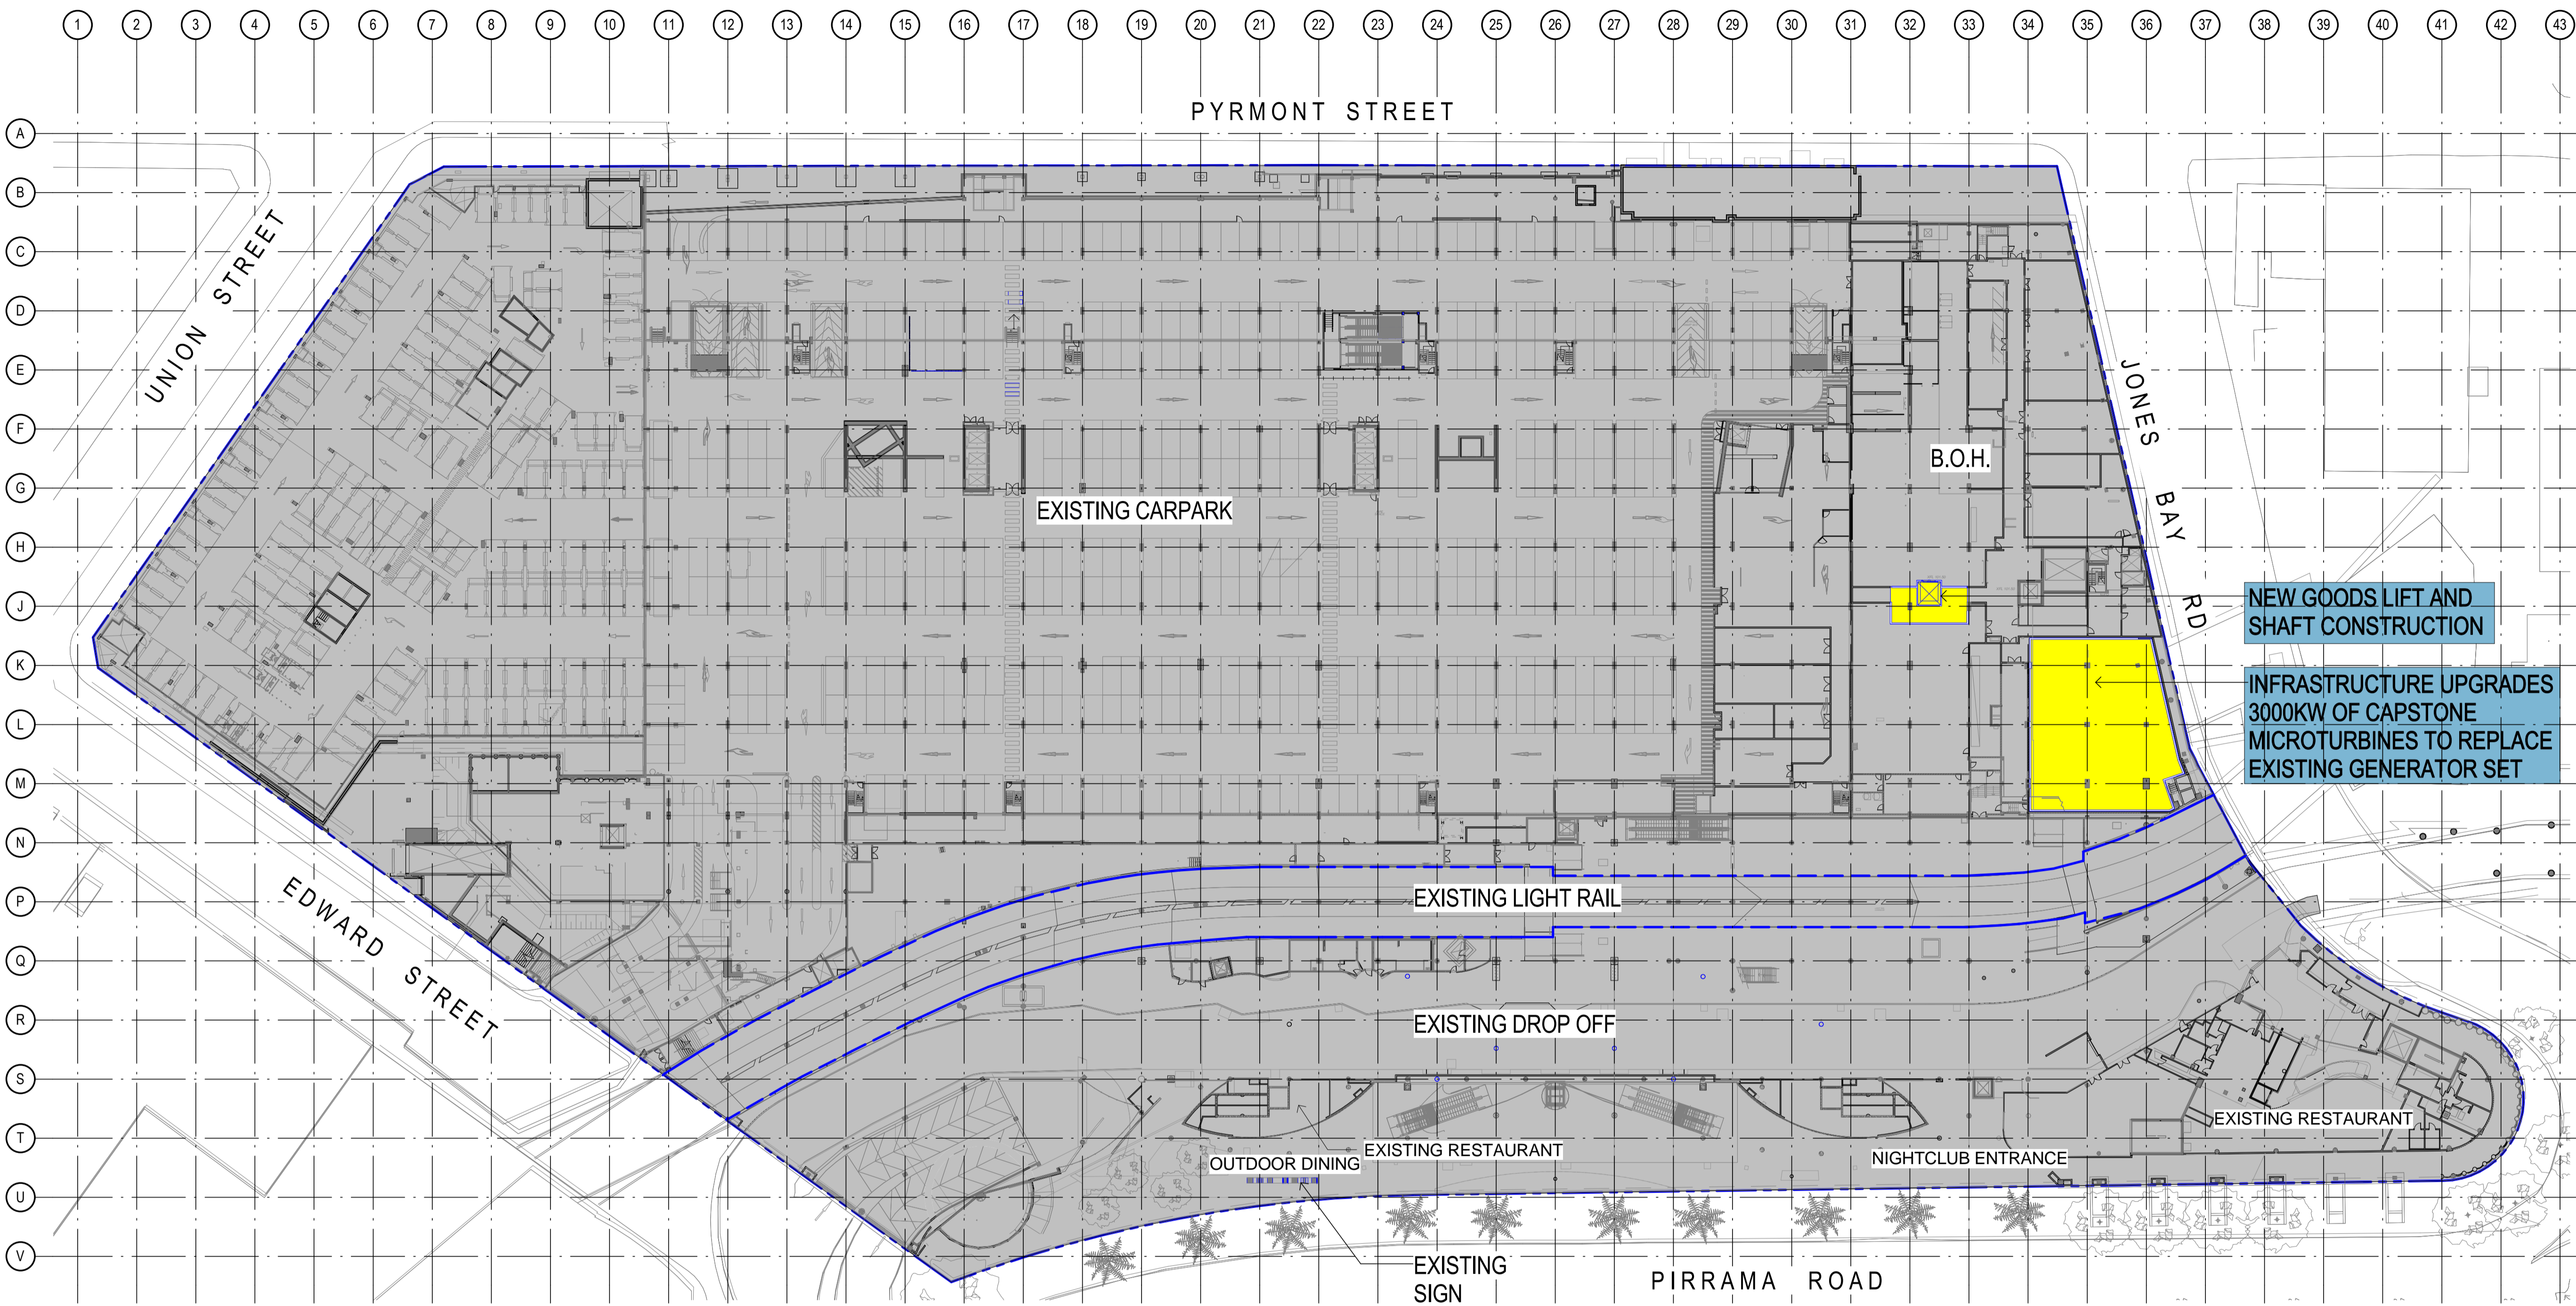 1 2 3 4 5 6 7 8 9 10 11 12 13 14 15 16 17 18 19 20 21 22 23 24 25 26 27 28 29 30 31 32 33 34 35 36 37 38 39 40 41 42 43
PYRMONT STREET
A
B
C
UNION STREET
D
E
JONES BAY RD
F
B.O.H.
G
EXISTING CARPARK
H
J
NEW GOODS LIFT AND
SHAFT CONSTRUCTION
K
INFRASTRUCTURE UPGRADES
3000KW OF CAPSTONE
MICROTURBINES TO REPLACE
EXISTING GENERATOR SET
L
M
N
P
EXISTING LIGHT RAIL
EDWARD STREET
Q
R
EXISTING DROP OFF
S
EXISTING RESTAURANT
T
EXISTING RESTAURANT
OUTDOOR DINING
NIGHTCLUB ENTRANCE
U
V
EXISTING
SIGN
PIRRAMA ROAD